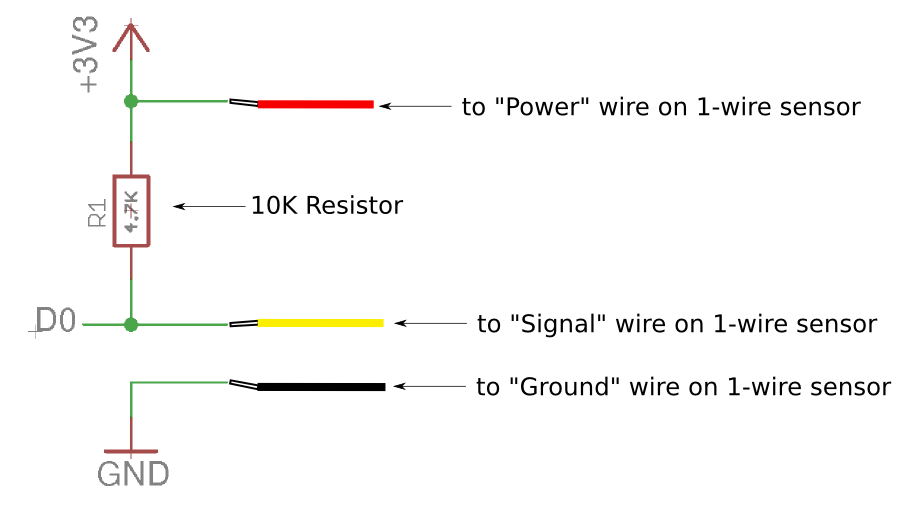 +3V3
to "Power" wire on 1-wire sensor
R1
4.7K
10K Resistor
D0
to "Signal" wire on 1-wire sensor
to "Ground" wire on 1-wire sensor
GND